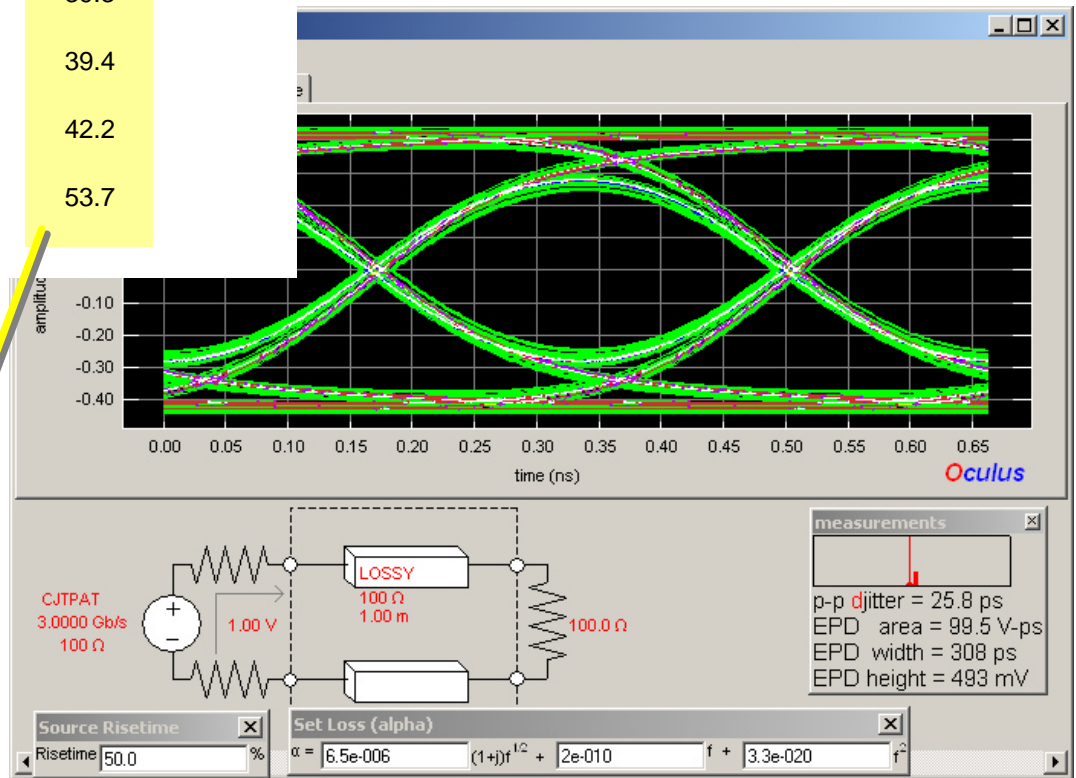 39.4
42.2
53.7
-0.10
-0.20
-0.30
-0.40
0.00 0.05 0.10 0.15 0.20 0.25 0.30 0.35 0.40 0.45 0.50 0.55 0.60 0.65
time (ns)
Oculus
LOSSY
100 Ω
1.00 m
CJTPAT
3.0000 Gb/s
100 Ω
+
−
1.00 V
100.0 Ω
measurements
p-p djitter = 25.8 ps
EPD area = 99.5 V-ps
EPD width = 308 ps
EPD height = 493 mV
Source Risetime
Risetime 50.0 %
Set Loss (alpha)
α = 6.5e-006 (1+j)f^1/2 + 2e-010 f + 3.3e-020 f^2